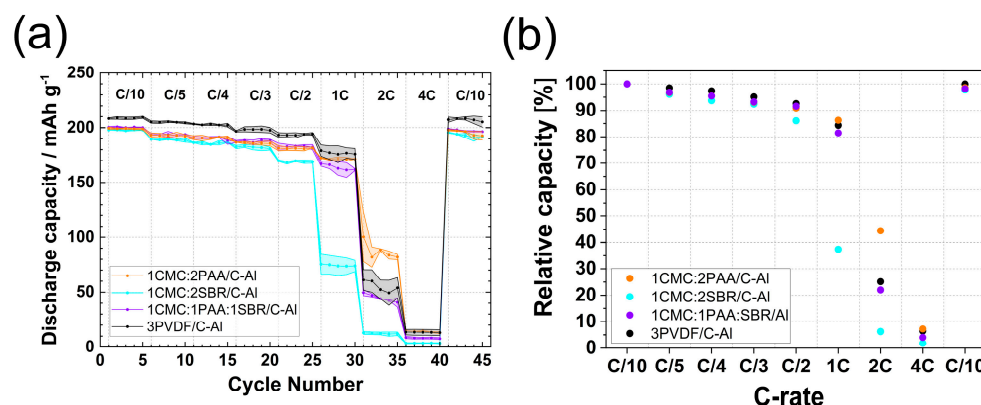 (a)
250
200
150
100
50
0
Discharge capacity / mAh g⁻¹
C/10 C/5 C/4 C/3 C/2 1C 2C 4C C/10
1CMC:2PAA/C-Al
1CMC:2SBR/C-Al
1CMC:1PAA:1SBR/C-Al
3PVDF/C-Al
0 5 10 15 20 25 30 35 40 45
Cycle Number
(b)
100
90
80
70
60
50
40
30
20
10
0
Relative capacity [%]
1CMC:2PAA/C-Al
1CMC:2SBR/C-Al
1CMC:1PAA:SBR/Al
3PVDF/C-Al
C/10 C/5 C/4 C/3 C/2 1C 2C 4C C/10
C-rate